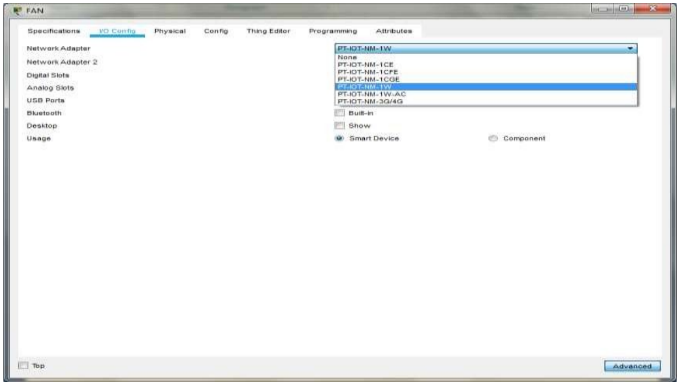 FAN
Specifications I/O Config Physical Config Thing Editor Programming Attributes
Network Adapter PT-IOT-NM-1W
None
Network Adapter 2 PT-IOT-NM-1CE
PT-IOT-NM-1CFE
Digital Slots PT-IOT-NM-1CGE
Analog Slots PT-IOT-NM-1W
PT-IOT-NM-1W-AC
USB Ports PT-IOT-NM-3G/4G
Bluetooth Built-in
Desktop Show
Usage Smart Device Component
Top Advanced